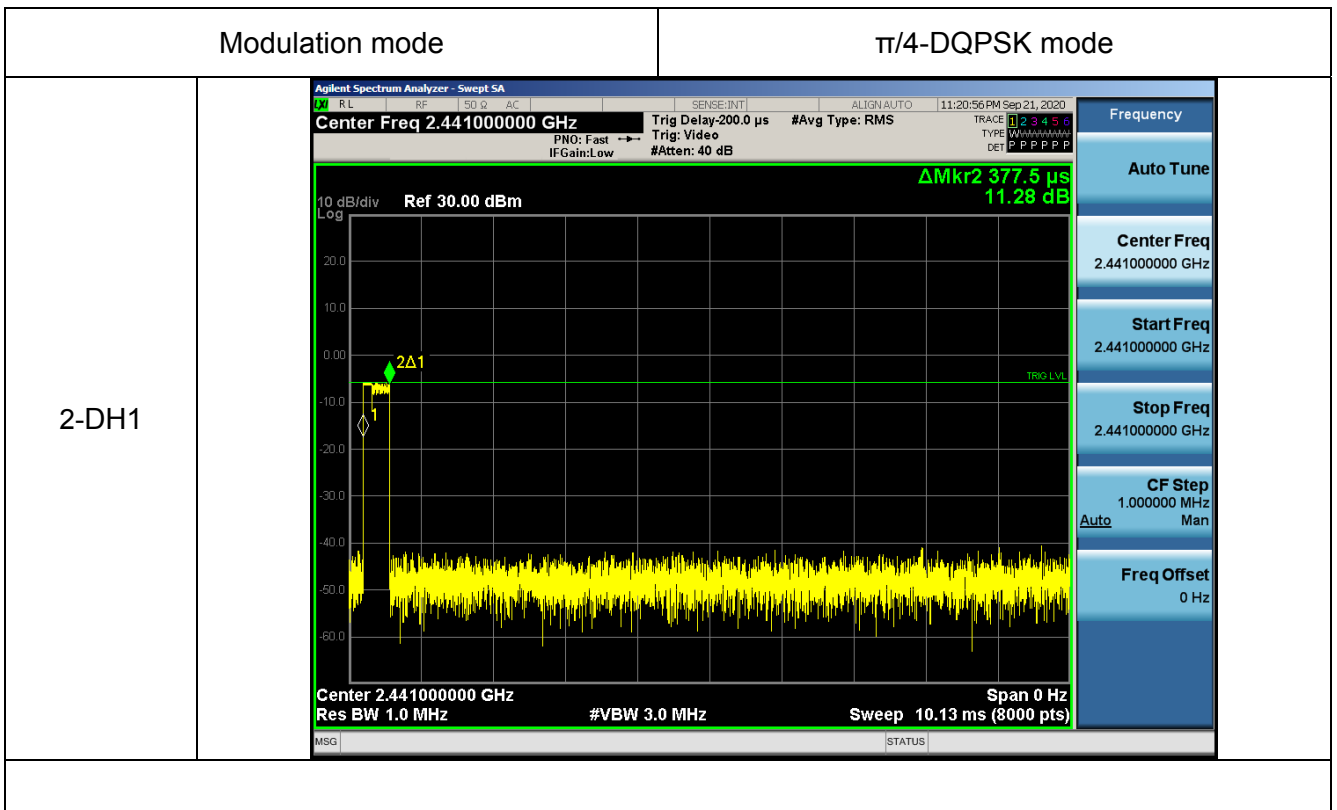 Modulation mode π/4-DQPSK mode
2-DH1
Agilent Spectrum Analyzer - Swept SA
LXI RL RF 50 Ω AC SENSE:INT ALIGN AUTO 11:20:56 PM Sep 21, 2020
Center Freq 2.441000000 GHz
PNO: Fast
IFGain:Low
Trig Delay-200.0 µs
Trig: Video
#Atten: 40 dB
#Avg Type: RMS
TRACE 1 2 3 4 5 6
TYPE WWWWWW
DET P P P P P P
ΔMkr2 377.5 µs
11.28 dB
10 dB/div Ref 30.00 dBm
Log
20.0
10.0
0.00
-10.0
-20.0
-30.0
-40.0
-50.0
-60.0
2Δ1
1
TRIG LVL
Center 2.441000000 GHz Span 0 Hz
Res BW 1.0 MHz #VBW 3.0 MHz Sweep 10.13 ms (8000 pts)
MSG STATUS
Frequency
Auto Tune
Center Freq
2.441000000 GHz
Start Freq
2.441000000 GHz
Stop Freq
2.441000000 GHz
CF Step
1.000000 MHz
Auto Man
Freq Offset
0 Hz